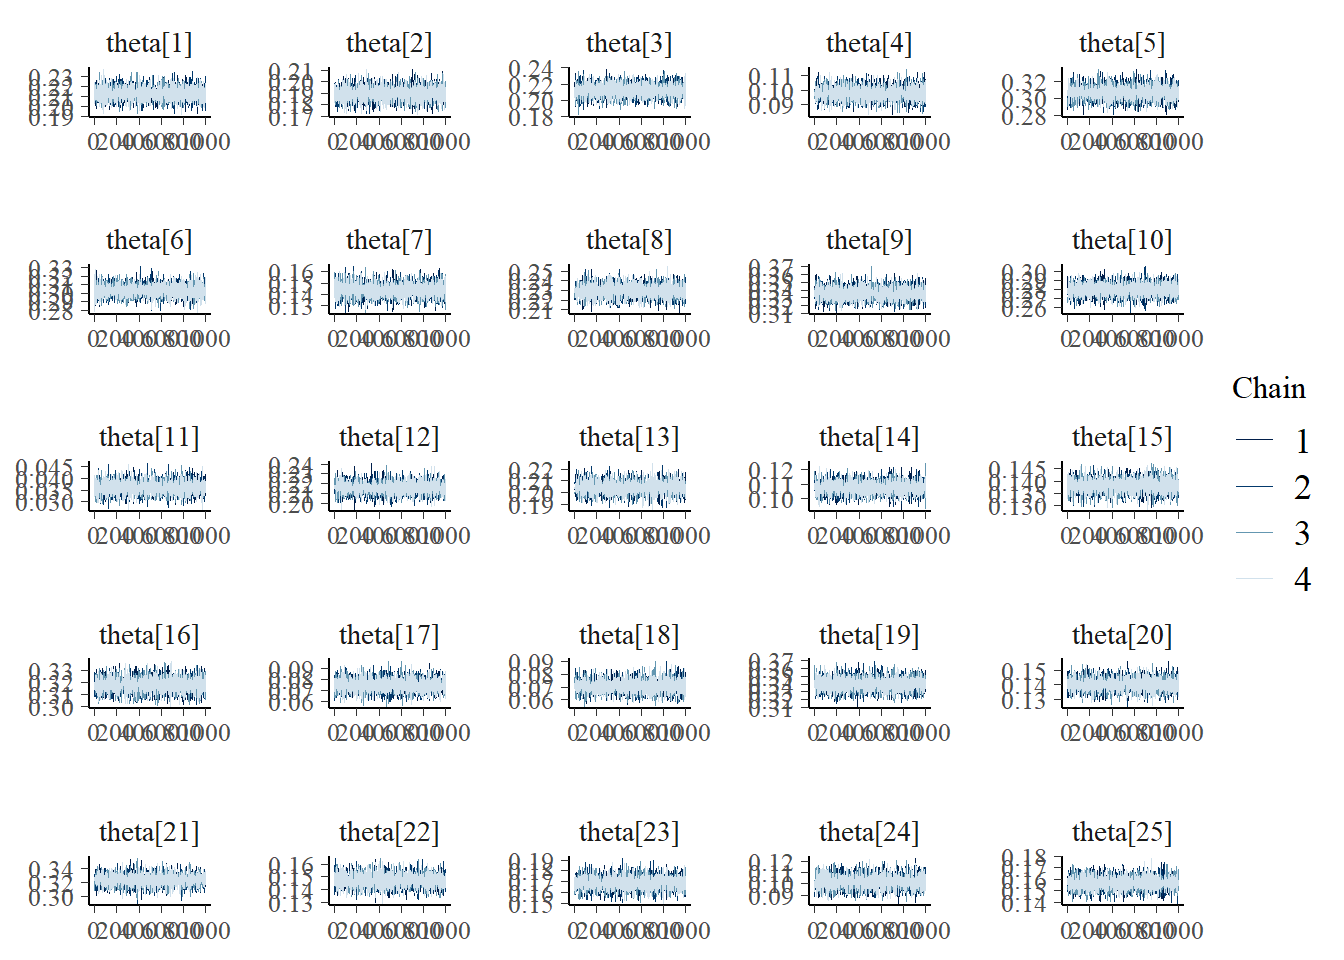 theta[1] theta[2] theta[3] theta[4] theta[5]
0.23 0.22 0.21 0.20 0.19
0.21 0.20 0.19 0.18 0.17
0.24 0.22 0.20 0.18
0.11 0.10 0.09
0.32 0.30 0.28
0 200 400 600 800 1000 0 200 400 600 800 1000 0 200 400 600 800 1000 0 200 400 600 800 1000 0 200 400 600 800 1000
theta[6] theta[7] theta[8] theta[9] theta[10]
0.33 0.32 0.31 0.30 0.29 0.28
0.16 0.15 0.14 0.13
0.25 0.24 0.23 0.22 0.21
0.37 0.36 0.35 0.34 0.33 0.32 0.31
0.30 0.29 0.28 0.27 0.26
0 200 400 600 800 1000 0 200 400 600 800 1000 0 200 400 600 800 1000 0 200 400 600 800 1000 0 200 400 600 800 1000
Chain
1
2
3
4
theta[11] theta[12] theta[13] theta[14] theta[15]
0.045 0.040 0.035 0.030
0.24 0.23 0.22 0.21 0.20
0.22 0.21 0.20 0.19
0.12 0.11 0.10
0.145 0.140 0.135 0.130
0 200 400 600 800 1000 0 200 400 600 800 1000 0 200 400 600 800 1000 0 200 400 600 800 1000 0 200 400 600 800 1000
theta[16] theta[17] theta[18] theta[19] theta[20]
0.33 0.32 0.31 0.30
0.09 0.08 0.07 0.06
0.09 0.08 0.07 0.06
0.37 0.36 0.35 0.34 0.33 0.32 0.31
0.15 0.14 0.13
0 200 400 600 800 1000 0 200 400 600 800 1000 0 200 400 600 800 1000 0 200 400 600 800 1000 0 200 400 600 800 1000
theta[21] theta[22] theta[23] theta[24] theta[25]
0.34 0.32 0.30
0.16 0.15 0.14 0.13
0.19 0.18 0.17 0.16 0.15
0.12 0.11 0.10 0.09
0.18 0.17 0.16 0.15 0.14
0 200 400 600 800 1000 0 200 400 600 800 1000 0 200 400 600 800 1000 0 200 400 600 800 1000 0 200 400 600 800 1000